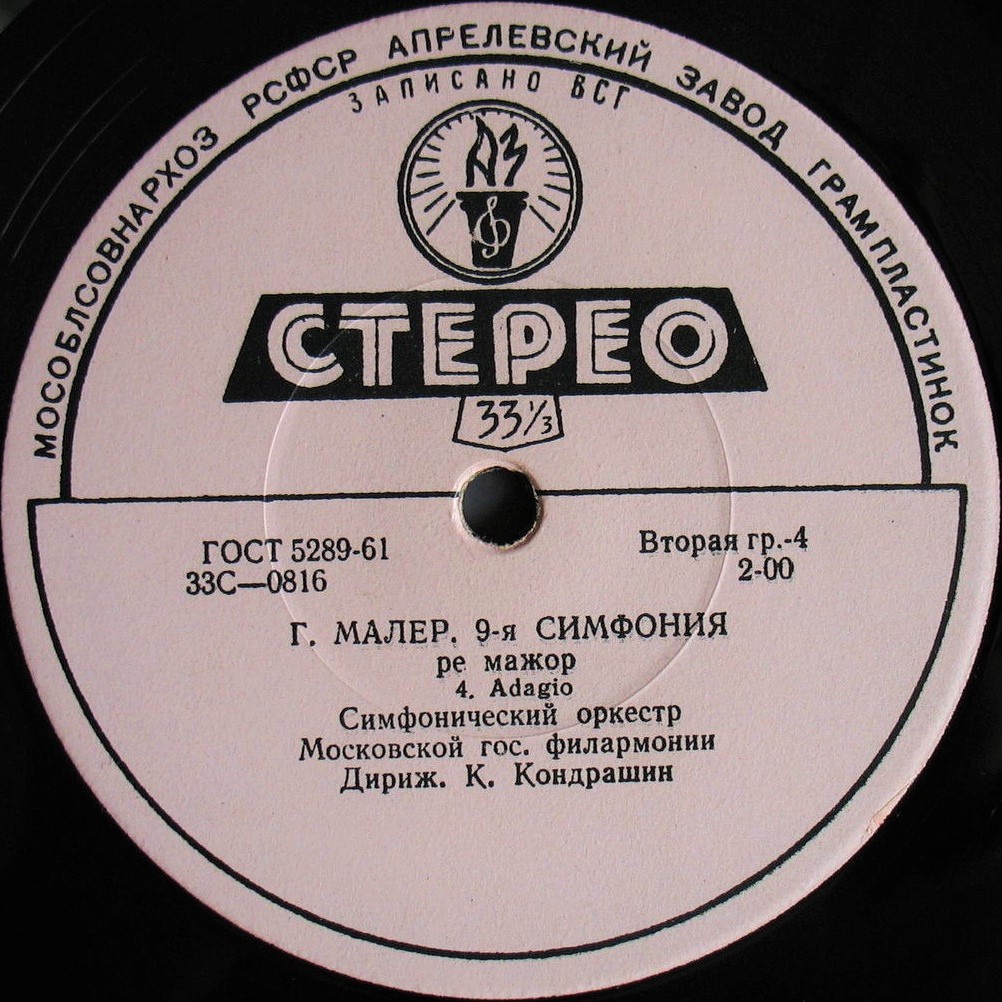 МОСОБЛСОВНАРХОЗ РСФСР АПРЕЛЕВСКИЙ ЗАВОД ГРАМПЛАСТИНОК
ЗАПИСАНО ВСГ
АЗ
СТЕРЕО
33⅓
ГОСТ 5289-61
Вторая гр.-4
33С—0816
2-00
Г. МАЛЕР. 9-я СИМФОНИЯ
ре мажор
4. Adagio
Симфонический оркестр
Московской гос. филармонии
Дириж. К. Кондрашин